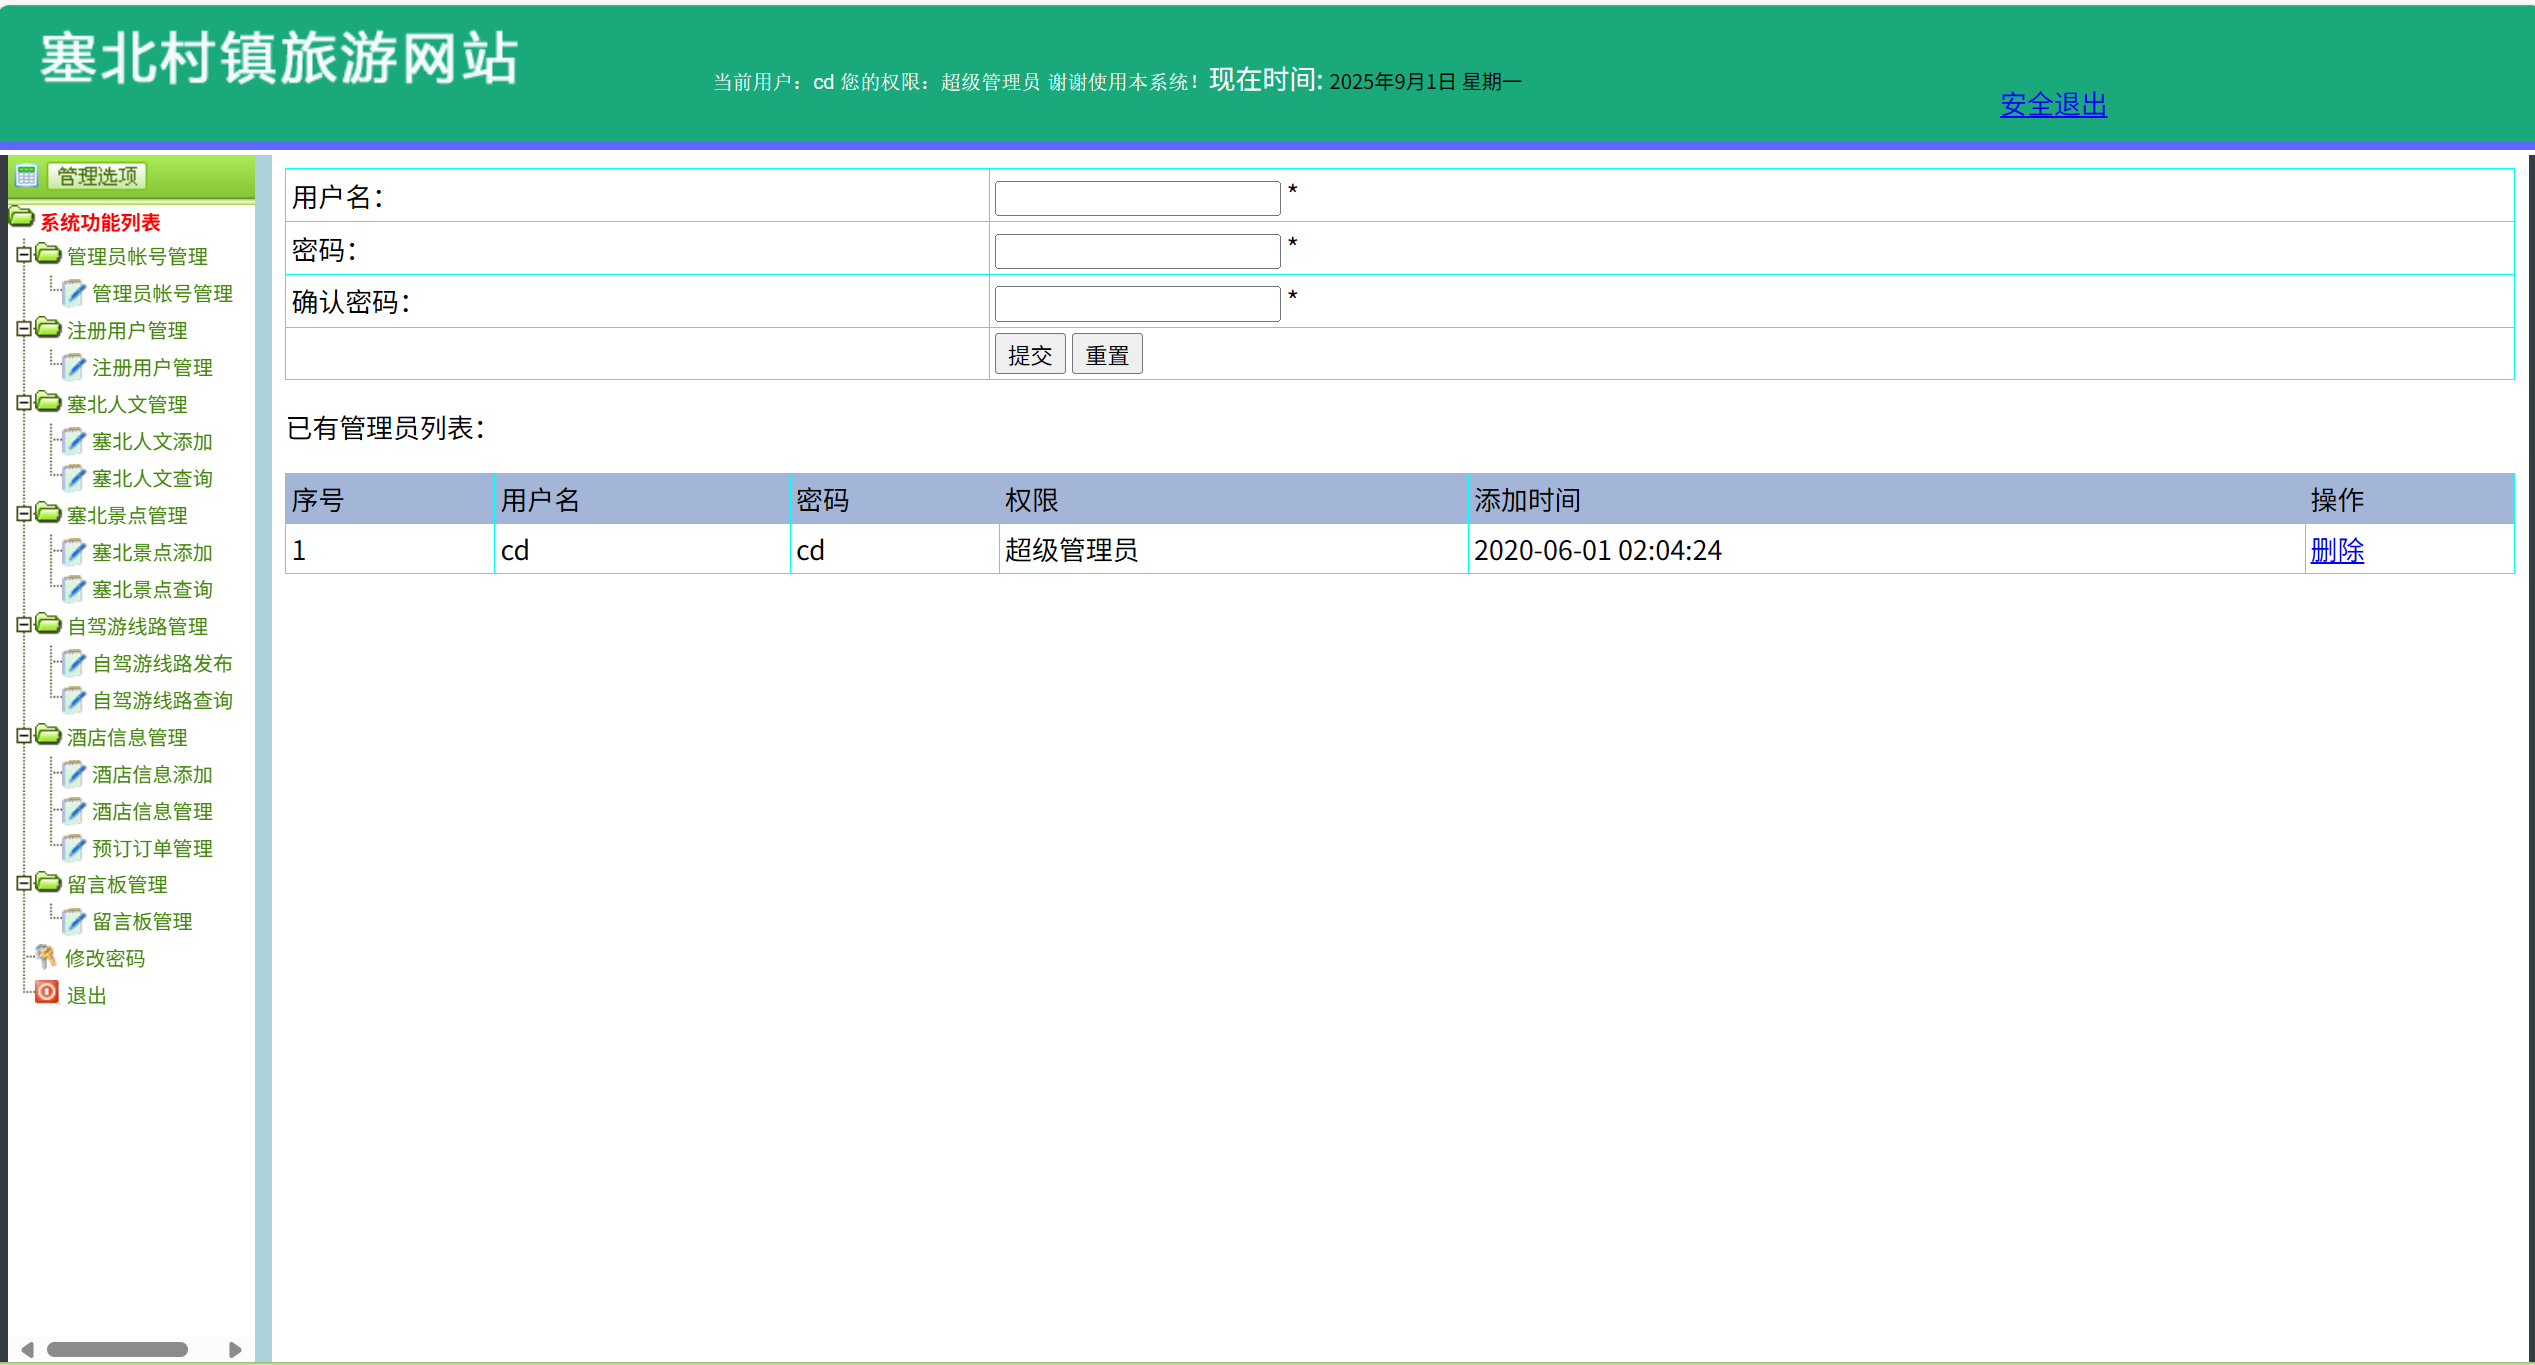 塞北村镇旅游网站
当前用户：cd 您的权限：超级管理员 谢谢使用本系统！现在时间: 2025年9月1日 星期一
安全退出
管理选项
系统功能列表
管理员帐号管理
管理员帐号管理
注册用户管理
注册用户管理
塞北人文管理
塞北人文添加
塞北人文查询
塞北景点管理
塞北景点添加
塞北景点查询
自驾游线路管理
自驾游线路发布
自驾游线路查询
酒店信息管理
酒店信息添加
酒店信息管理
预订订单管理
留言板管理
留言板管理
修改密码
退出
用户名： *
密码： *
确认密码： *
提交 重置
已有管理员列表：
序号 用户名 密码 权限 添加时间 操作
1 cd cd 超级管理员 2020-06-01 02:04:24 删除